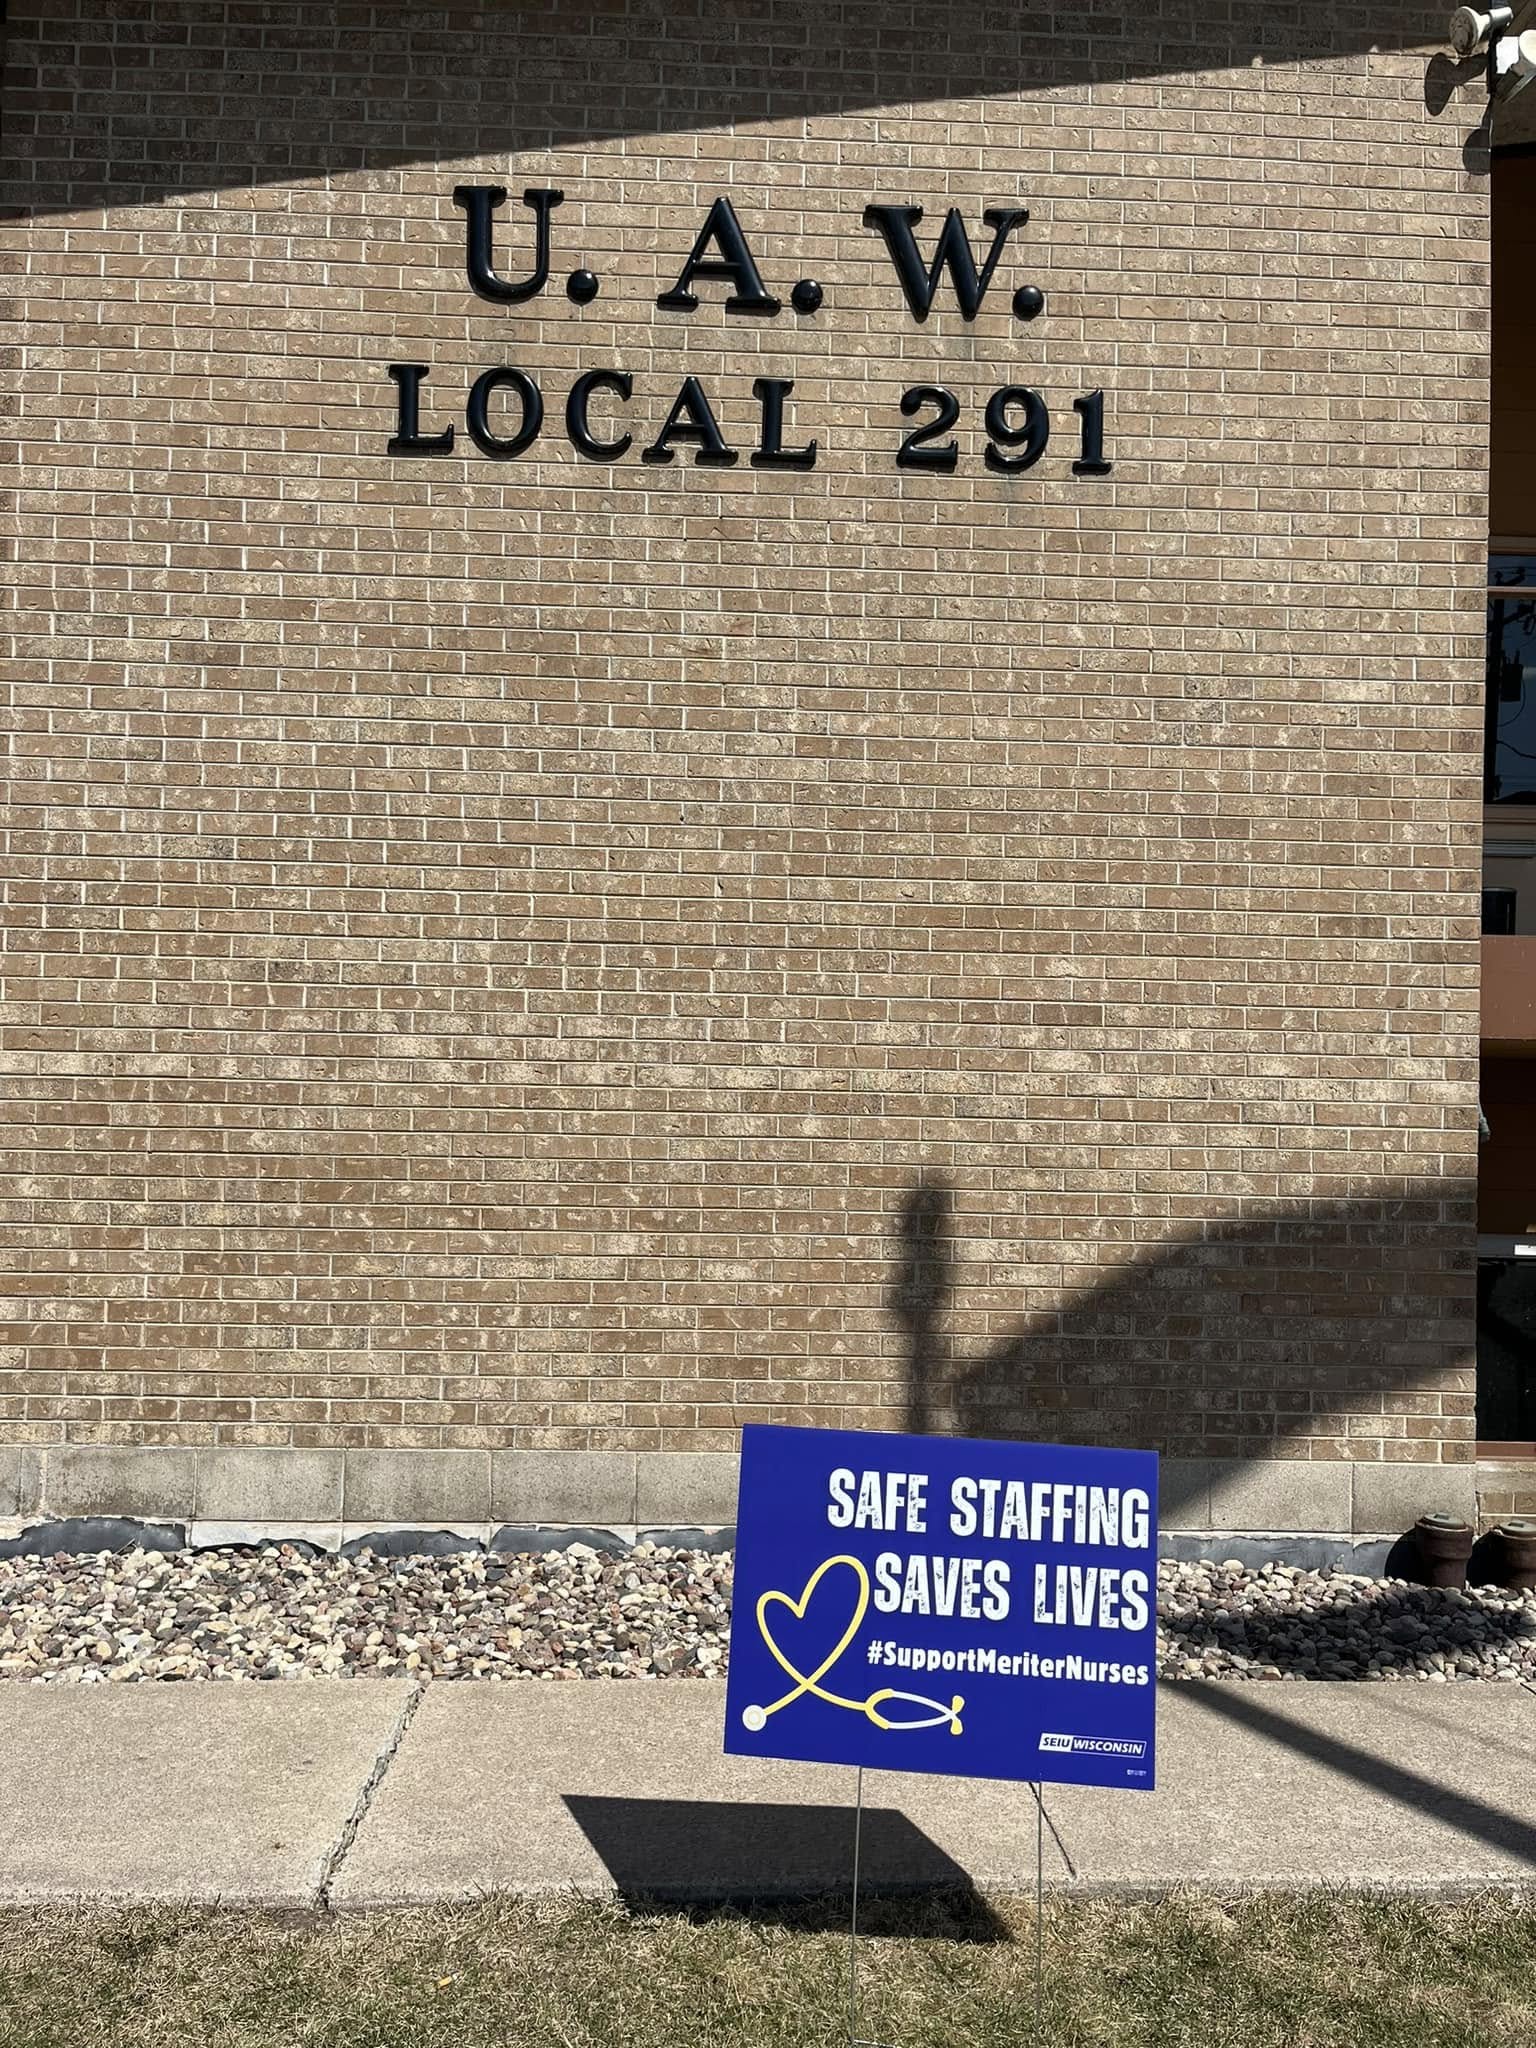 U. A. W.
LOCAL 291
SAFE STAFFING
SAVES LIVES
#SupportMeriterNurses
SEIU WISCONSIN